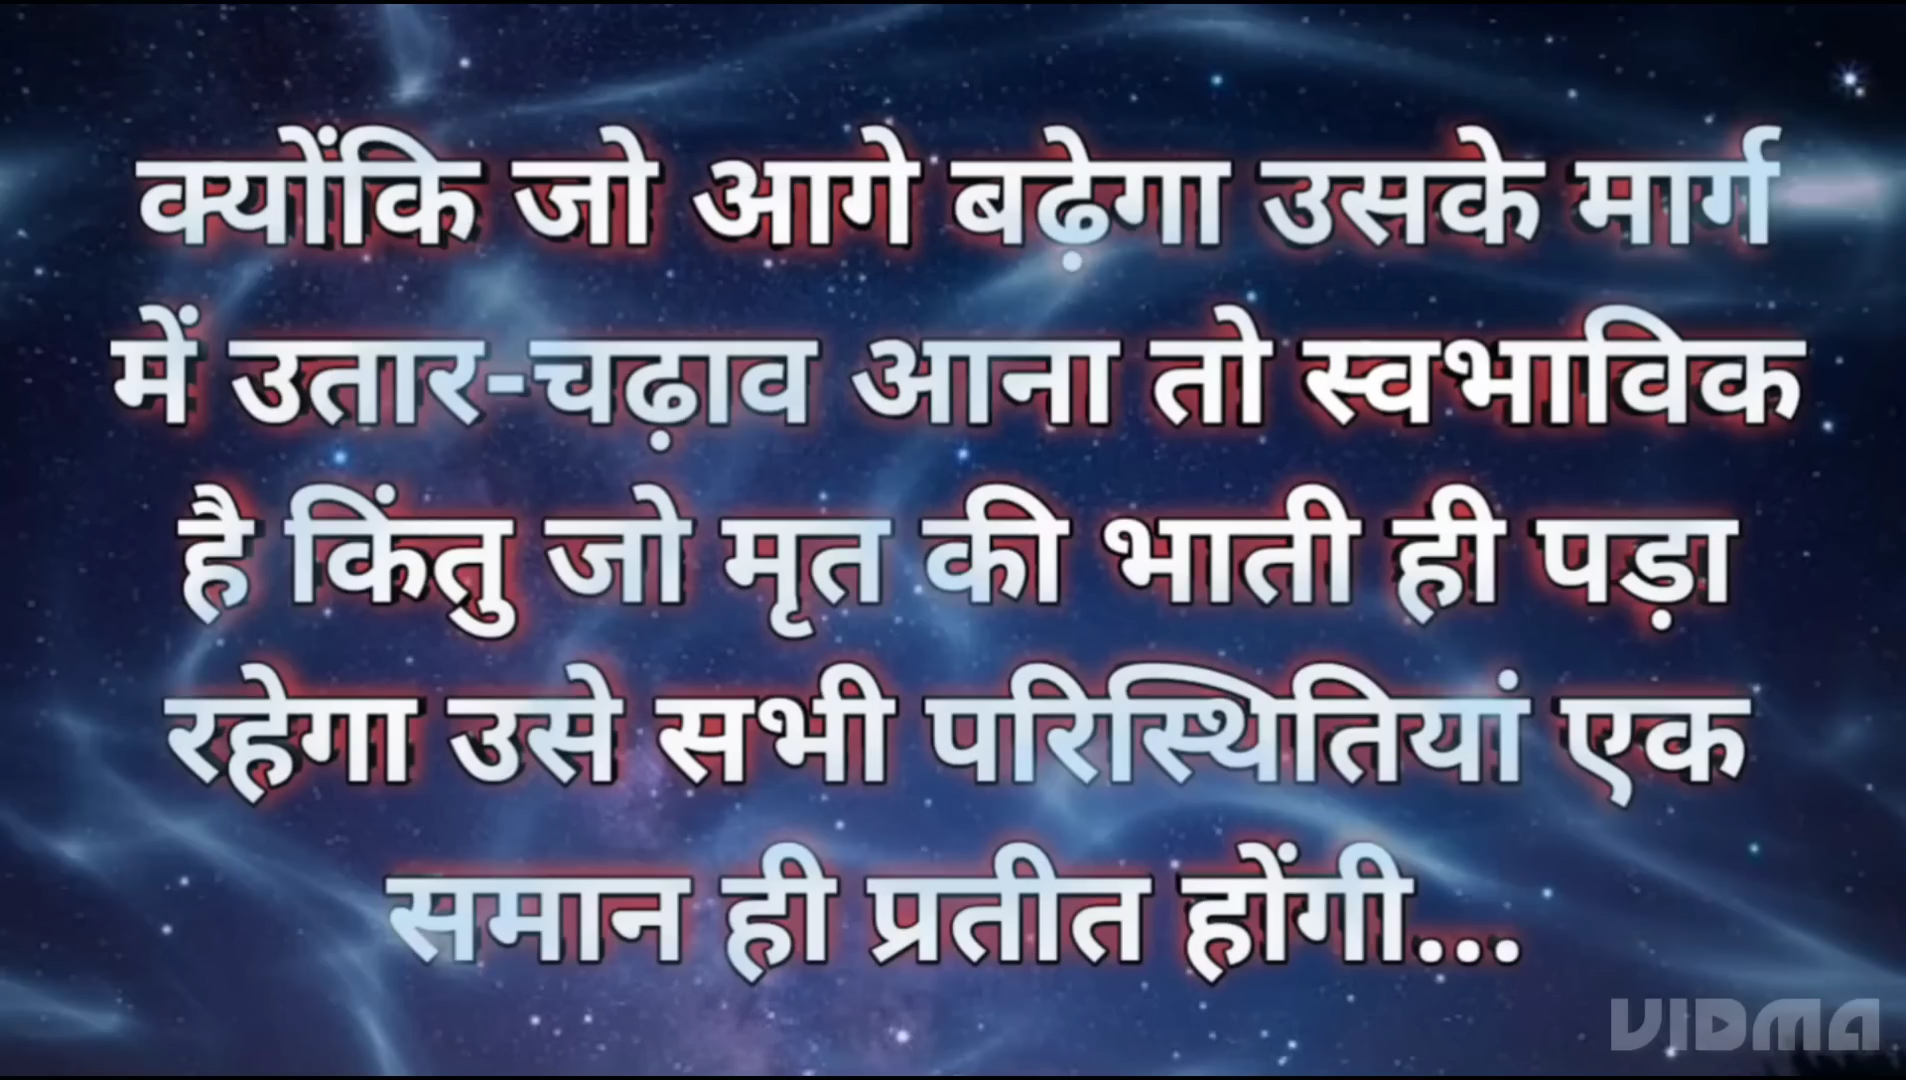 क्योंकि जो आगे बढ़ेगा उसके मार्ग
में उतार-चढ़ाव आना तो स्वभाविक
है किंतु जो मृत की भाती ही पड़ा
रहेगा उसे सभी परिस्थितियां एक
समान ही प्रतीत होंगी...
VIDMA